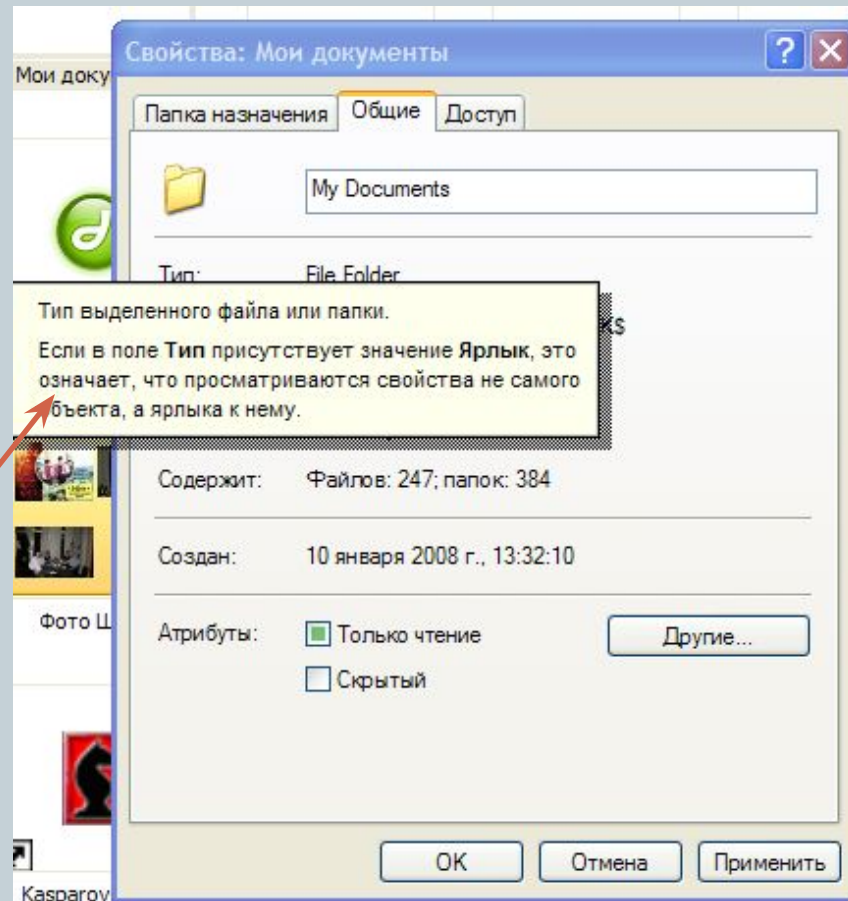 Свойства: Мои документы
Мои доку
Папка назначения Общие Доступ
My Documents
Тип: File Folder
Тип выделенного файла или папки.
Если в поле Тип присутствует значение Ярлык, это
означает, что просматриваются свойства не самого
объекта, а ярлыка к нему.
Содержит: Файлов: 247; папок: 384
Создан: 10 января 2008 г., 13:32:10
Фото Ш
Атрибуты: Только чтение Другие...
Скрытый
OK Отмена Применить
Kasparov